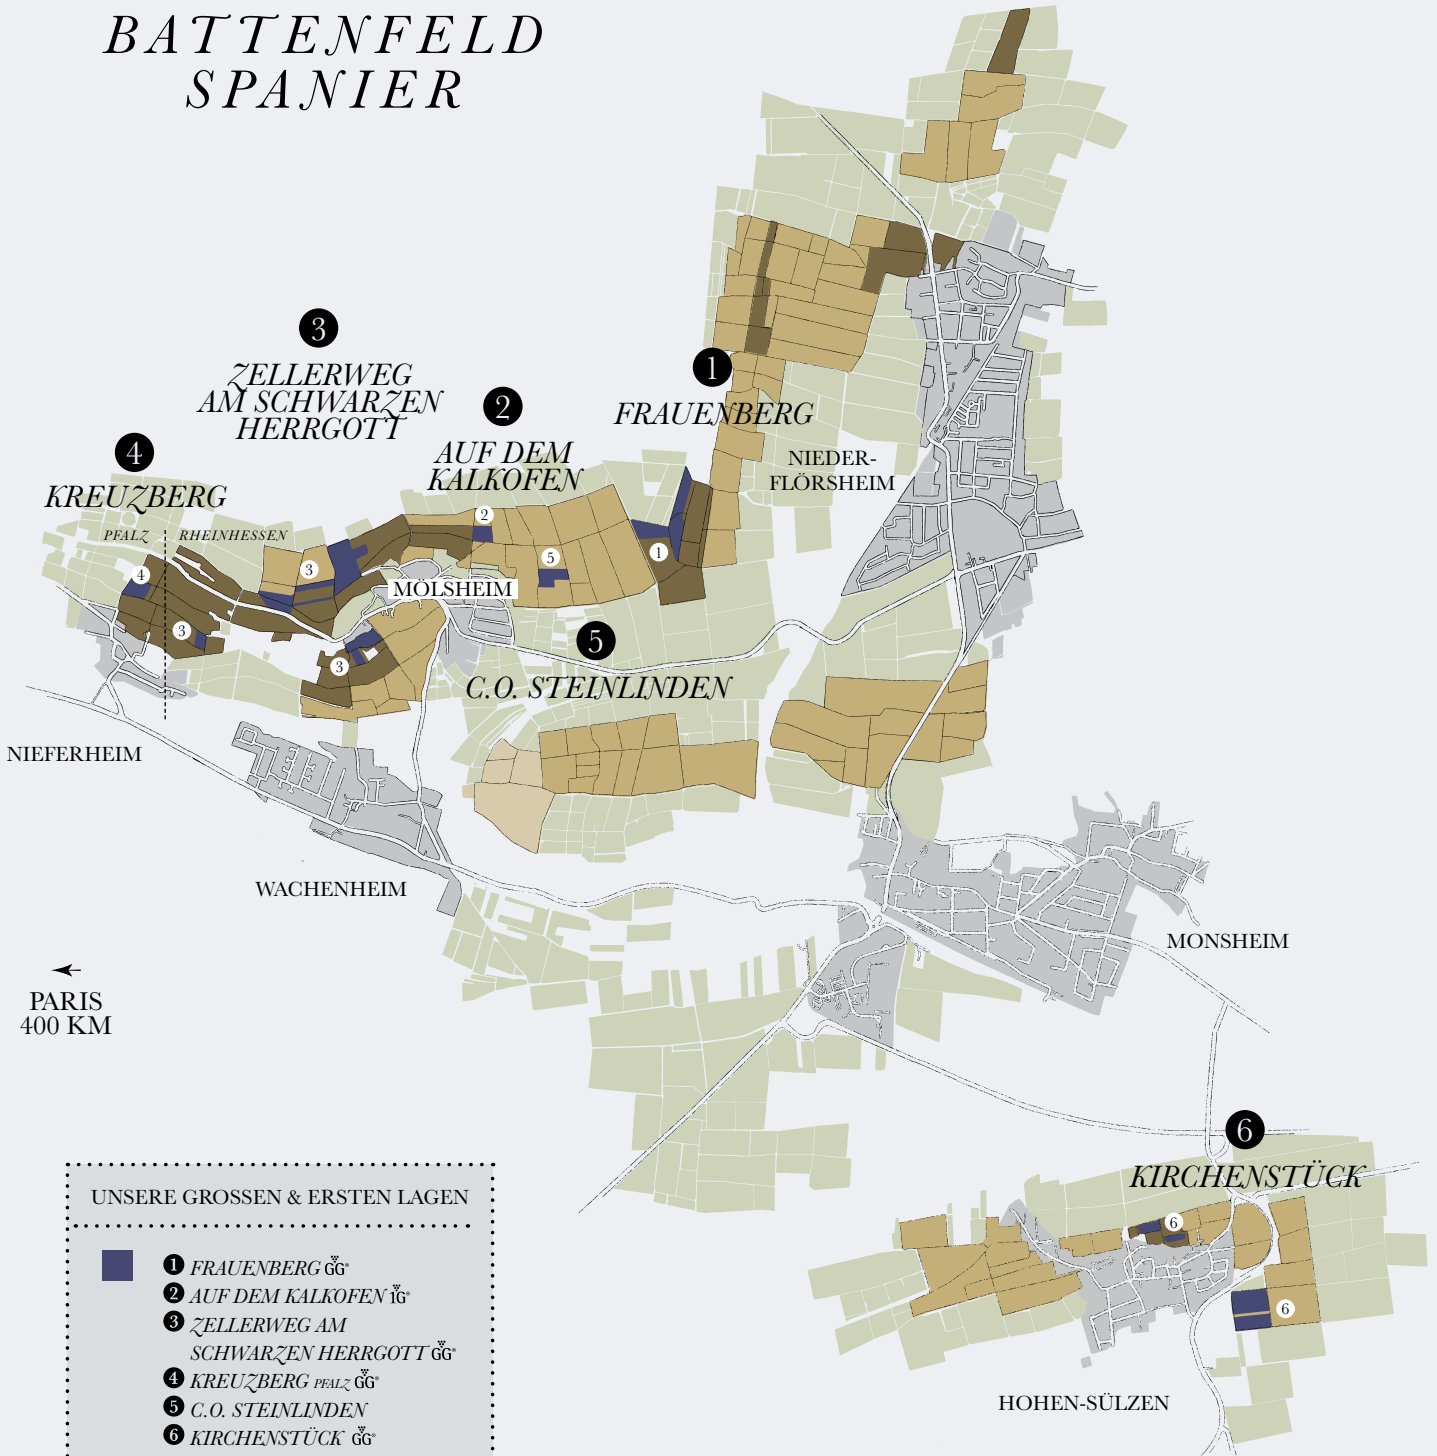 BATTENFELD
SPANIER
3
ZELLERWEG
AM SCHWARZEN
HERRGOTT
2
AUF DEM
KALKOFEN
1
FRAUENBERG
4
KREUZBERG
PFALZ
RHEINHESSEN
NIEDER-
FLÖRSHEIM
2
1
5
3
4
3
3
MÖLSHEIM
5
C.O. STEINLINDEN
NIEFERHEIM
WACHENHEIM
MONSHEIM
PARIS
400 KM
6
KIRCHENSTÜCK
6
6
HOHEN-SÜLZEN
UNSERE GROSSEN & ERSTEN LAGEN
1 FRAUENBERG GG®
2 AUF DEM KALKOFEN 1G®
3 ZELLERWEG AM
SCHWARZEN HERRGOTT GG®
4 KREUZBERG PFALZ GG®
5 C.O. STEINLINDEN
6 KIRCHENSTÜCK GG®